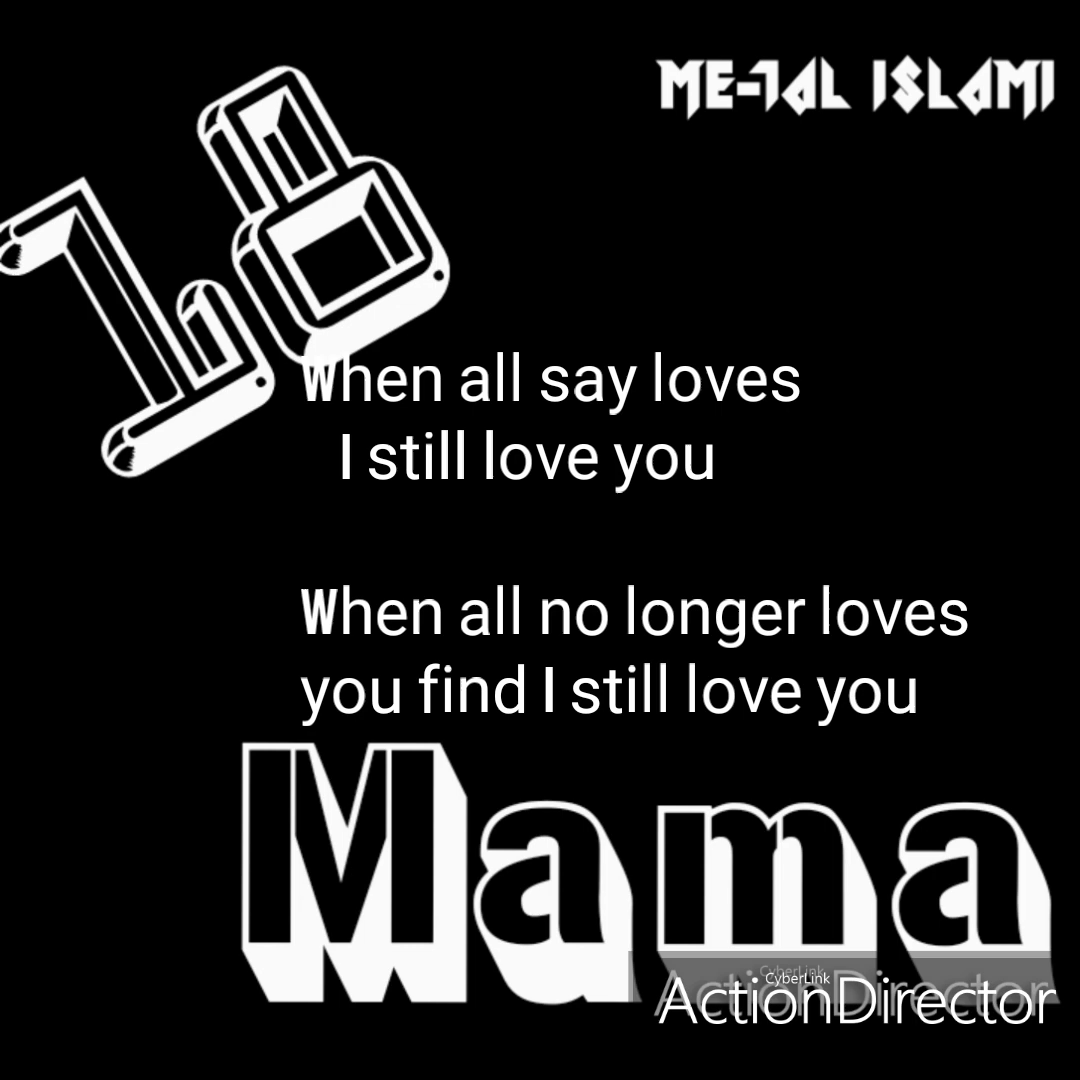 ME-TAL ISLAMI
18
When all say loves
I still love you
When all no longer loves
you find I still love you
Mama
CyberLink
ActionDirector